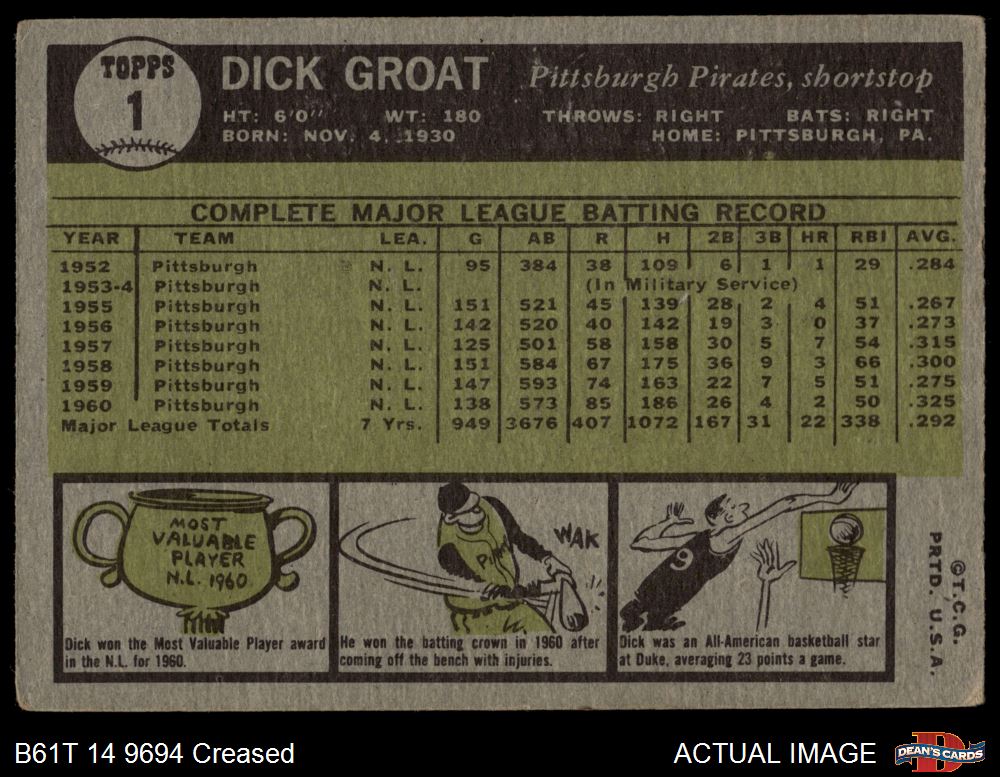 TOPPS
1
DICK GROAT Pittsburgh Pirates, shortstop
HT: 6'0" WT: 180 THROWS: RIGHT BATS: RIGHT
BORN: NOV. 4, 1930 HOME: PITTSBURGH, PA.
COMPLETE MAJOR LEAGUE BATTING RECORD
YEAR TEAM LEA. G AB R H 2B 3B HR RBI AVG.
1952 Pittsburgh N. L. 95 384 38 109 6 1 1 29 .284
1953-4 Pittsburgh N. L. (In Military Service)
1955 Pittsburgh N. L. 151 521 45 139 28 2 4 51 .267
1956 Pittsburgh N. L. 142 520 40 142 19 3 0 37 .273
1957 Pittsburgh N. L. 125 501 58 158 30 5 7 54 .315
1958 Pittsburgh N. L. 151 584 67 175 36 9 3 66 .300
1959 Pittsburgh N. L. 147 593 74 163 22 7 5 51 .275
1960 Pittsburgh N. L. 138 573 85 186 26 4 2 50 .325
Major League Totals 7 Yrs. 949 3676 407 1072 167 31 22 338 .292
MOST
VALUABLE
PLAYER
N.L. 1960
Dick won the Most Valuable Player award
in the N.L. for 1960.
WAK
He won the batting crown in 1960 after
coming off the bench with injuries.
9
Dick was an All-American basketball star
at Duke, averaging 23 points a game.
©T.C.G.
PRTD. U.S.A.
B61T 14 9694 Creased
ACTUAL IMAGE
DEAN'S CARDS